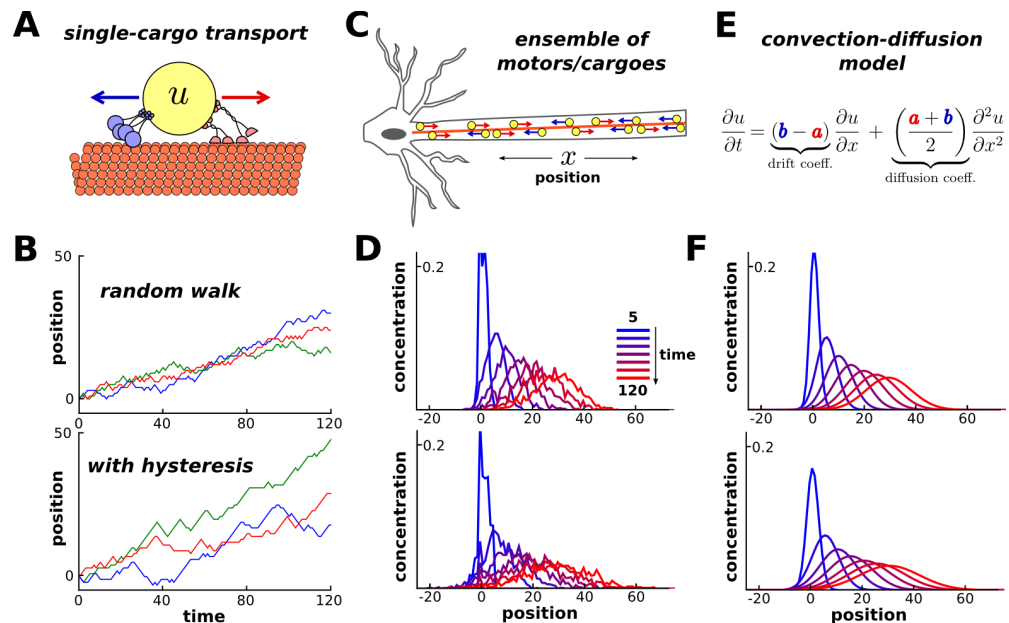 A
single-cargo transport
u
B
50
position
random walk
0
0 40 80 120
50
position
with hysteresis
0
0 40 80 120
time
C
ensemble of
motors/cargoes
x
position
D
concentration
0.2
5
time
120
-20 0 20 40 60
concentration
0.2
-20 0 20 40 60
position
E
convection-diffusion
model
∂u/∂t = (b − a) ∂u/∂x + ((a + b)/2) ∂²u/∂x²
drift coeff.
diffusion coeff.
F
concentration
0.2
-20 0 20 40 60
concentration
0.2
-20 0 20 40 60
position